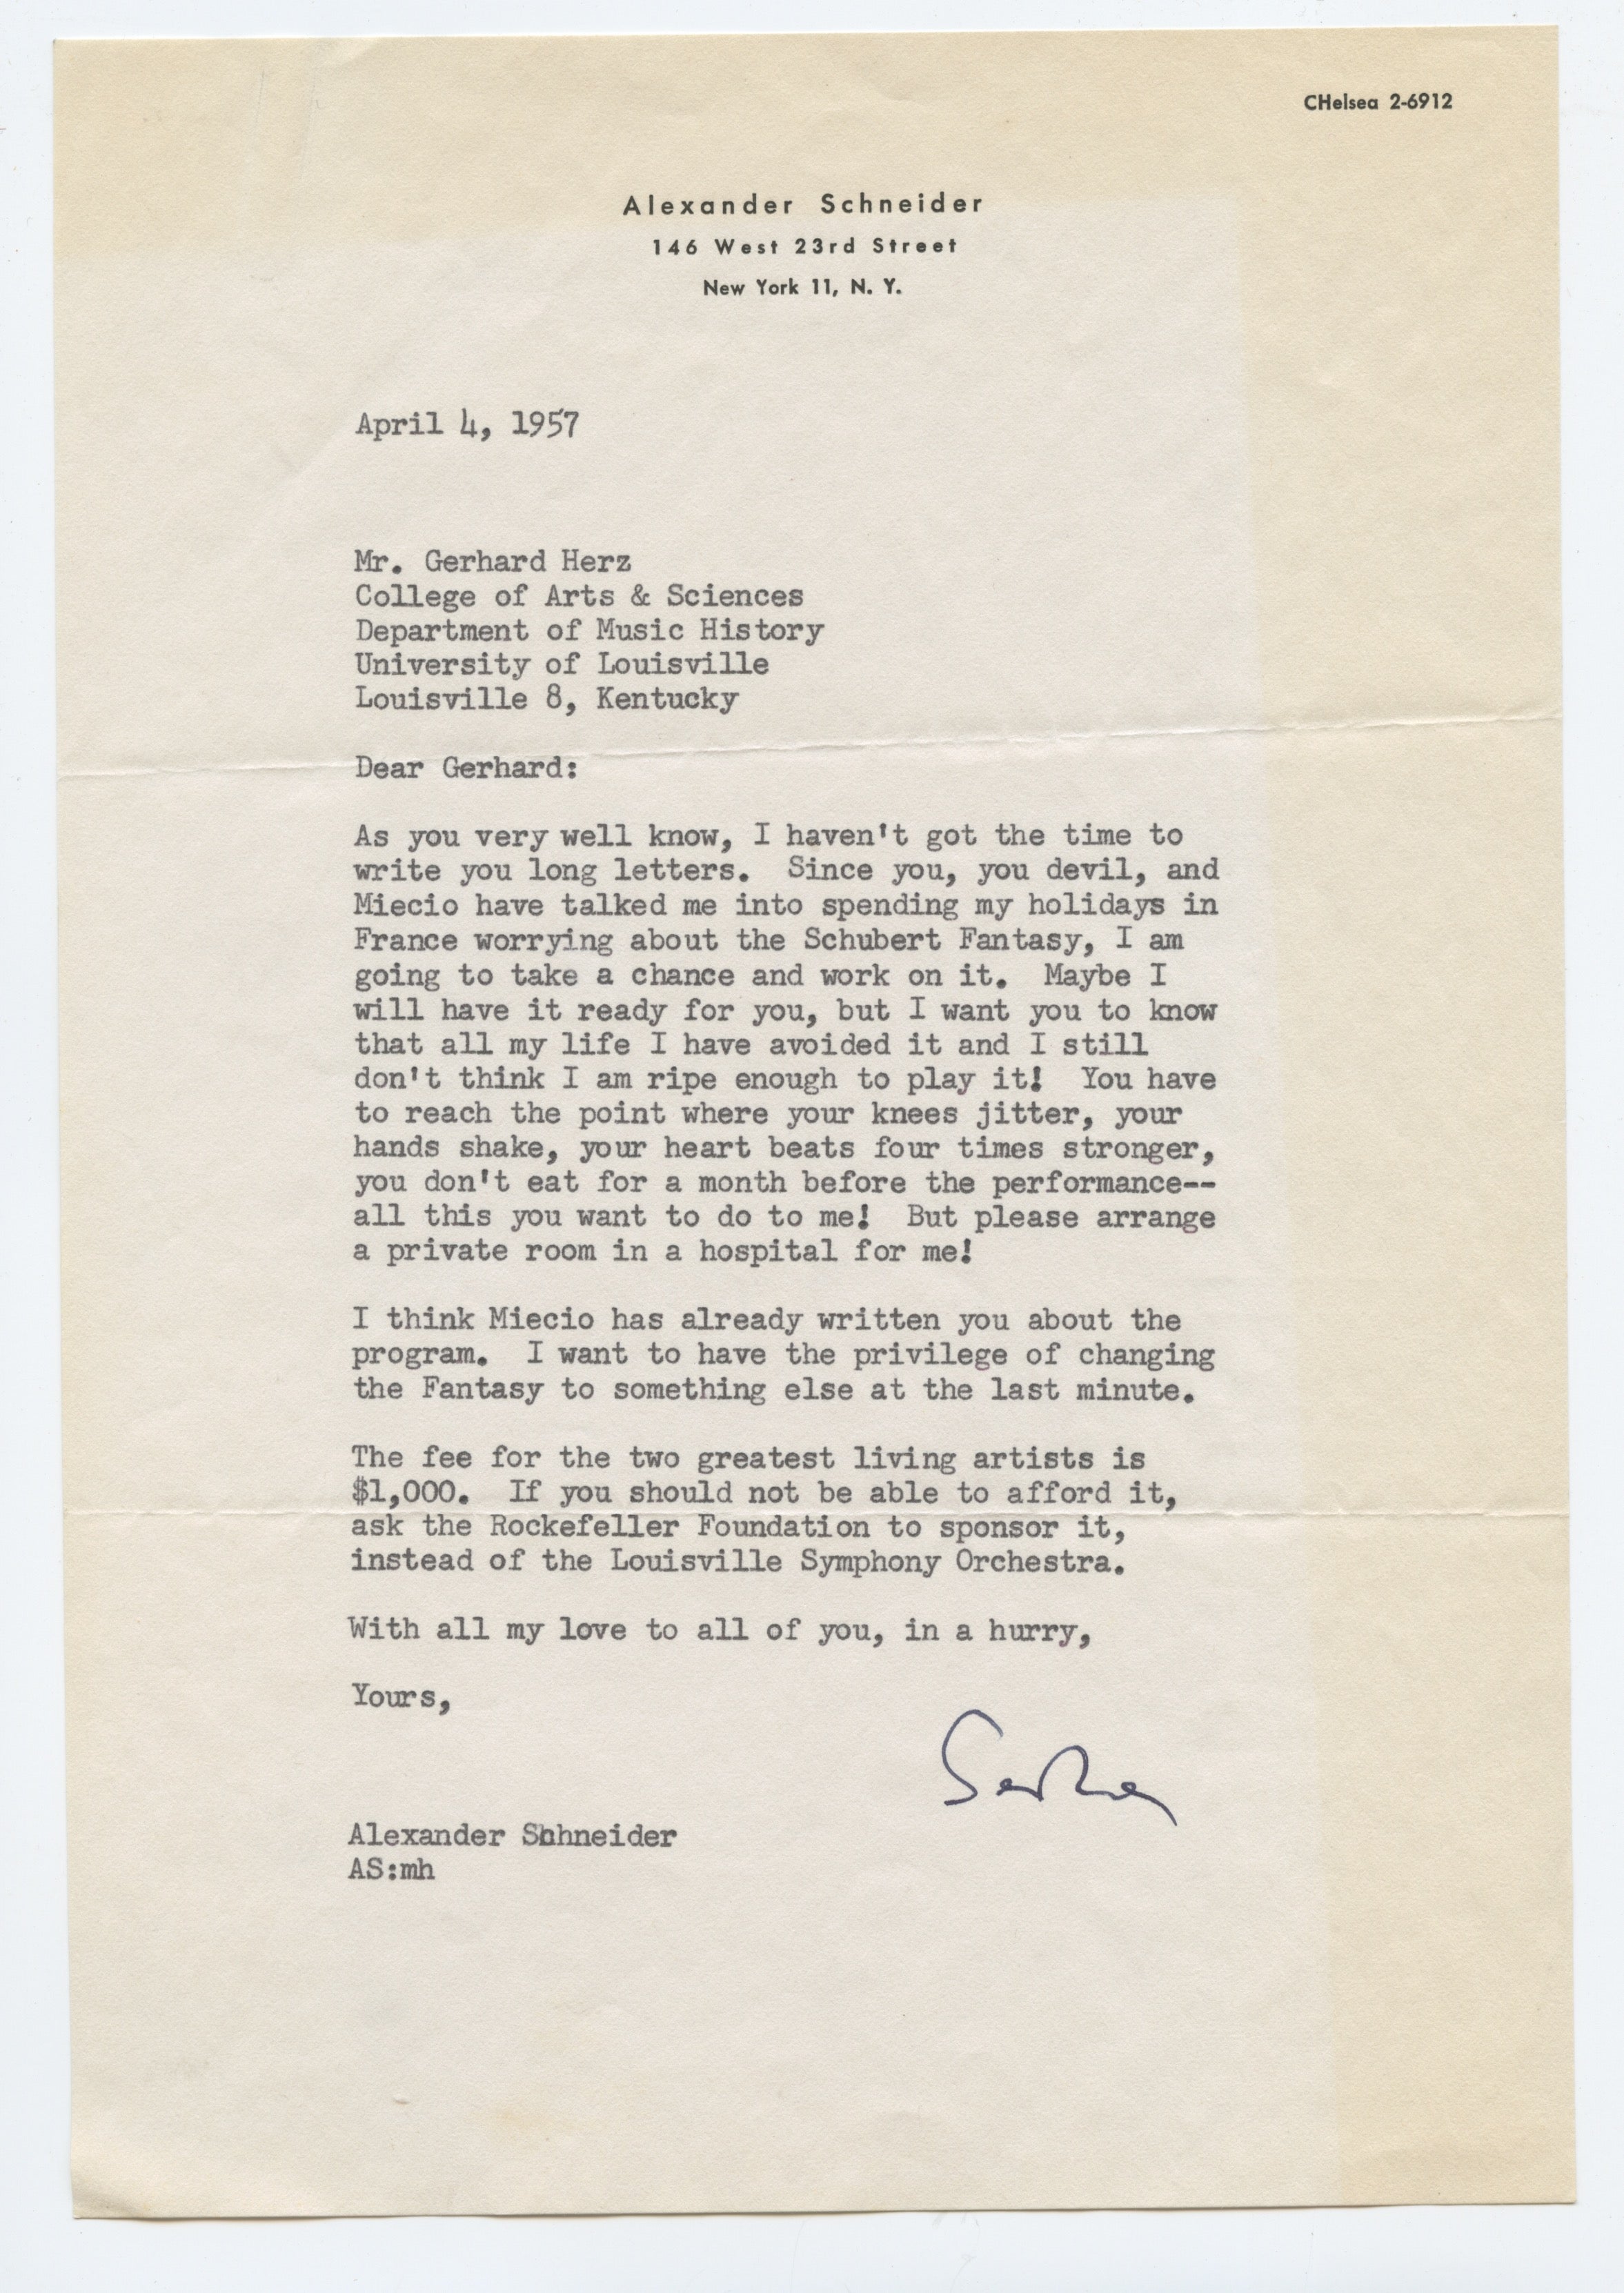 CHelsea 2-6912
Alexander Schneider
146 West 23rd Street
New York 11, N. Y.
April 4, 1957
Mr. Gerhard Herz
College of Arts & Sciences
Department of Music History
University of Louisville
Louisville 8, Kentucky
Dear Gerhard:
As you very well know, I haven't got the time to
write you long letters. Since you, you devil, and
Miecio have talked me into spending my holidays in
France worrying about the Schubert Fantasy, I am
going to take a chance and work on it. Maybe I
will have it ready for you, but I want you to know
that all my life I have avoided it and I still
don't think I am ripe enough to play it! You have
to reach the point where your knees jitter, your
hands shake, your heart beats four times stronger,
you don't eat for a month before the performance--
all this you want to do to me! But please arrange
a private room in a hospital for me!
I think Miecio has already written you about the
program. I want to have the privilege of changing
the Fantasy to something else at the last minute.
The fee for the two greatest living artists is
$1,000. If you should not be able to afford it,
ask the Rockefeller Foundation to sponsor it,
instead of the Louisville Symphony Orchestra.
With all my love to all of you, in a hurry,
Yours,
Alexander Schneider
AS:mh